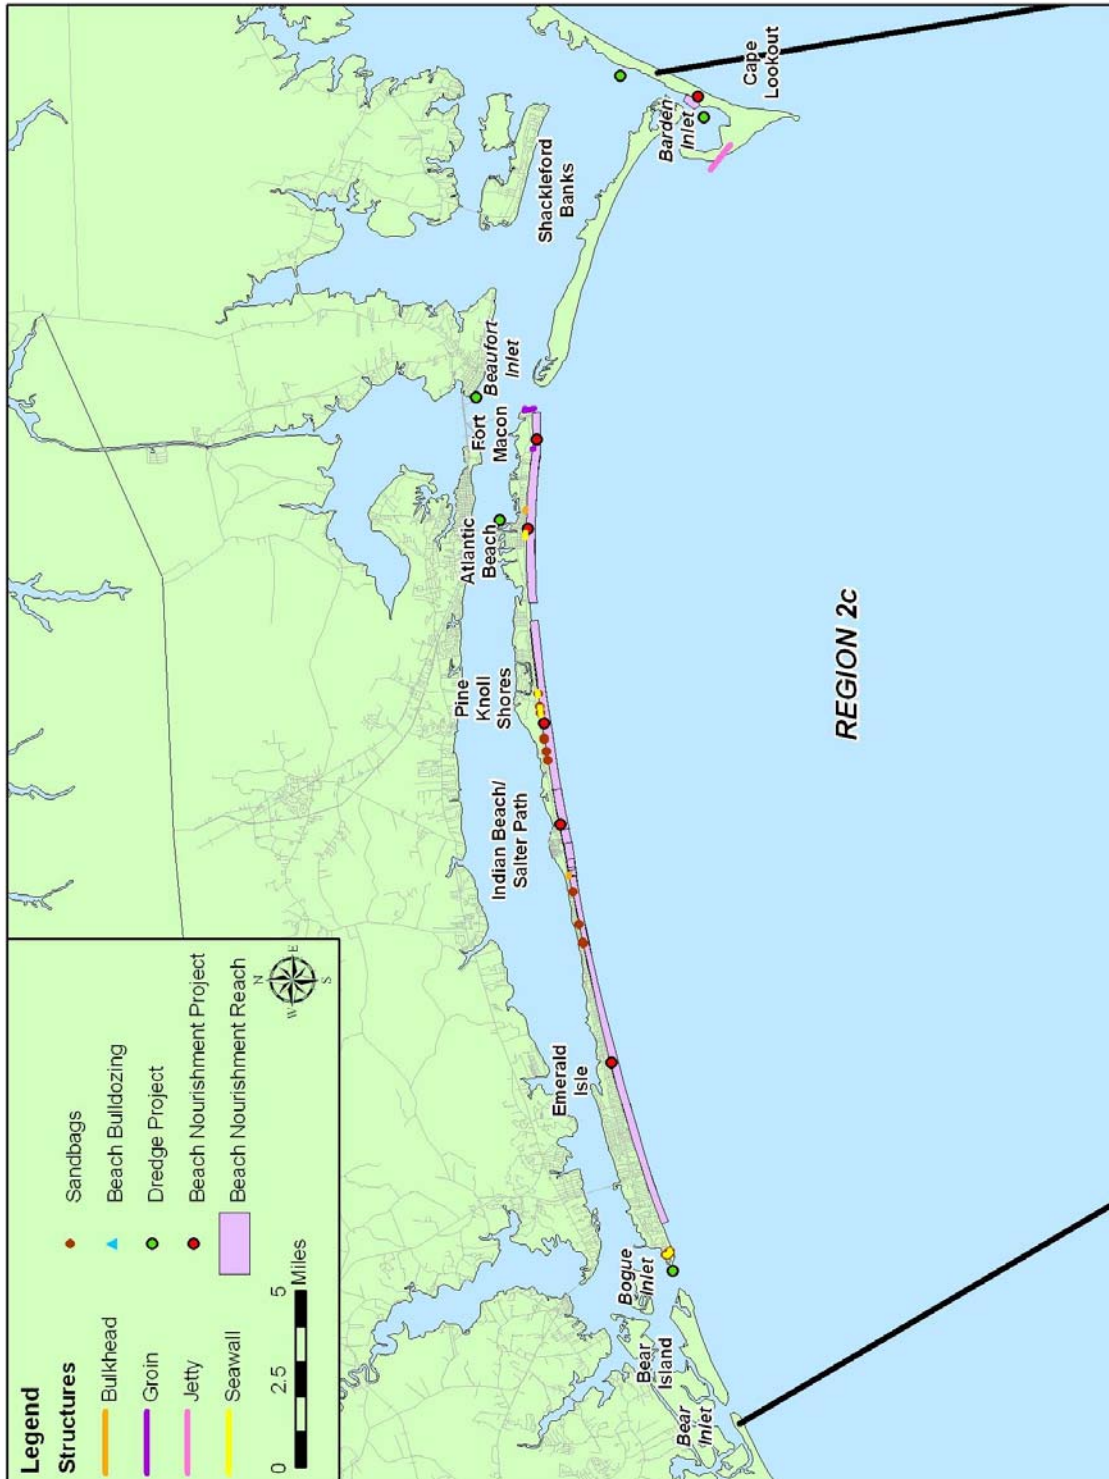 Legend
Structures
Bulkhead
Groin
Jetty
Seawall
Sandbags
Beach Bulldozing
Dredge Project
Beach Nourishment Project
Beach Nourishment Reach
0 2.5 5
Miles
N
W E
S
Bear
Inlet
Bear
Island
Bogue
Inlet
Emerald
Isle
Indian Beach/
Salter Path
Pine
Knoll
Shores
Atlantic
Beach
Fort
Macon
Beaufort
Inlet
Shackleford
Banks
Barden
Inlet
Cape
Lookout
REGION 2c